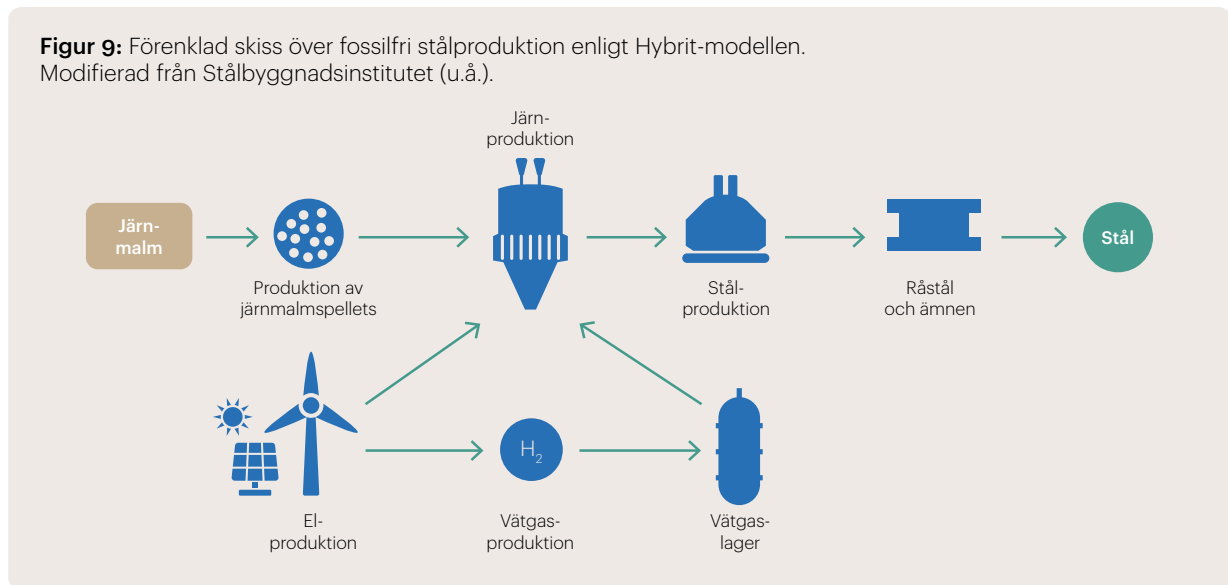 Figur 9: Förenklad skiss över fossilfri stålproduktion enligt Hybrit-modellen.
Modifierad från Stålbyggnadsinstitutet (u.å.).
Järn-
produktion
Järn-
malm
Stål
Produktion av
järnmalmspellets
Stål-
produktion
Råstål
och ämnen
H₂
El-
produktion
Vätgas-
produktion
Vätgas-
lager